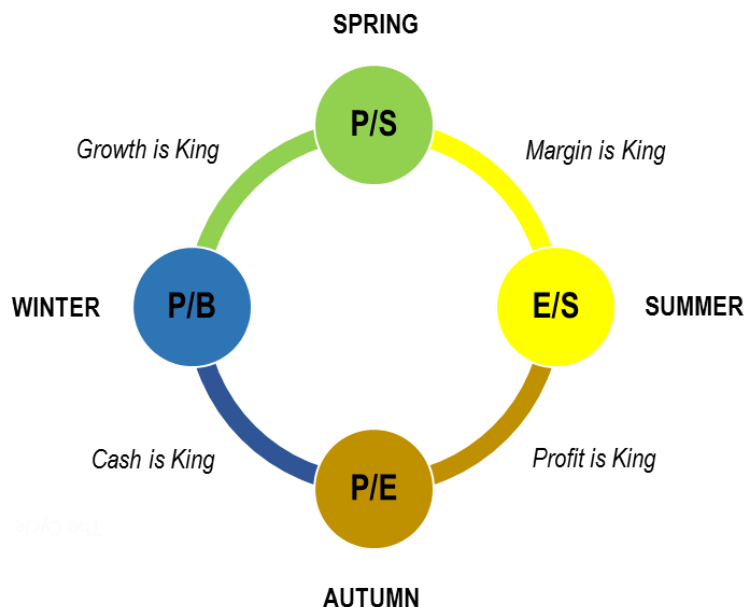 SPRING
P/S
Growth is King
Margin is King
WINTER
P/B
E/S
SUMMER
Cash is King
Profit is King
P/E
AUTUMN